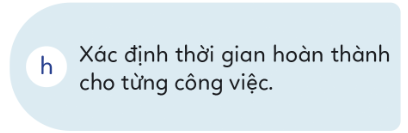 h
Xác định thời gian hoàn thành
cho từng công việc.